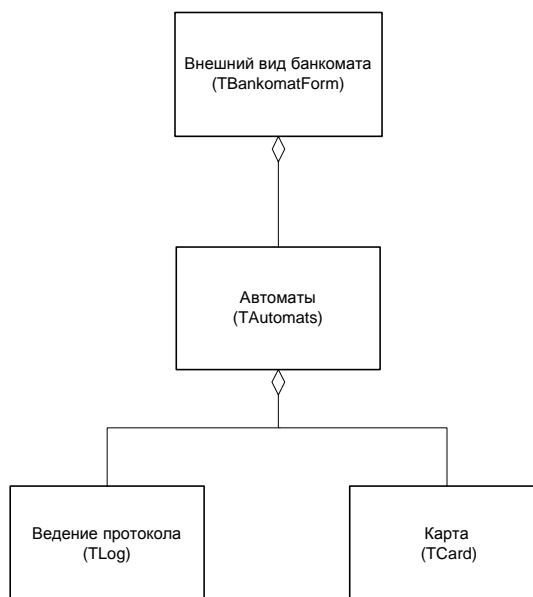 Внешний вид банкомата
(TBankomatForm)
Автоматы
(TAutomats)
Ведение протокола
(TLog)
Карта
(TCard)